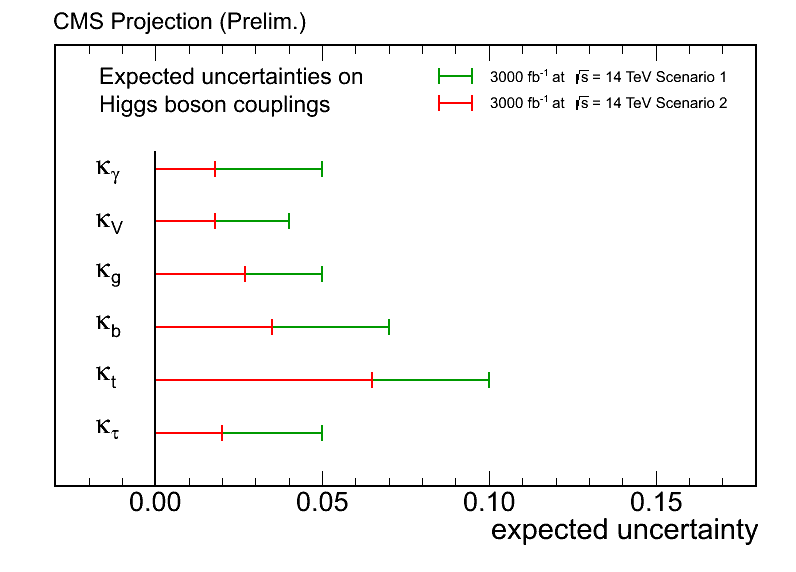 CMS Projection (Prelim.)
Expected uncertainties on
Higgs boson couplings
3000 fb⁻¹ at √s = 14 TeV Scenario 1
3000 fb⁻¹ at √s = 14 TeV Scenario 2
κγ
κV
κg
κb
κt
κτ
0.00 0.05 0.10 0.15
expected uncertainty